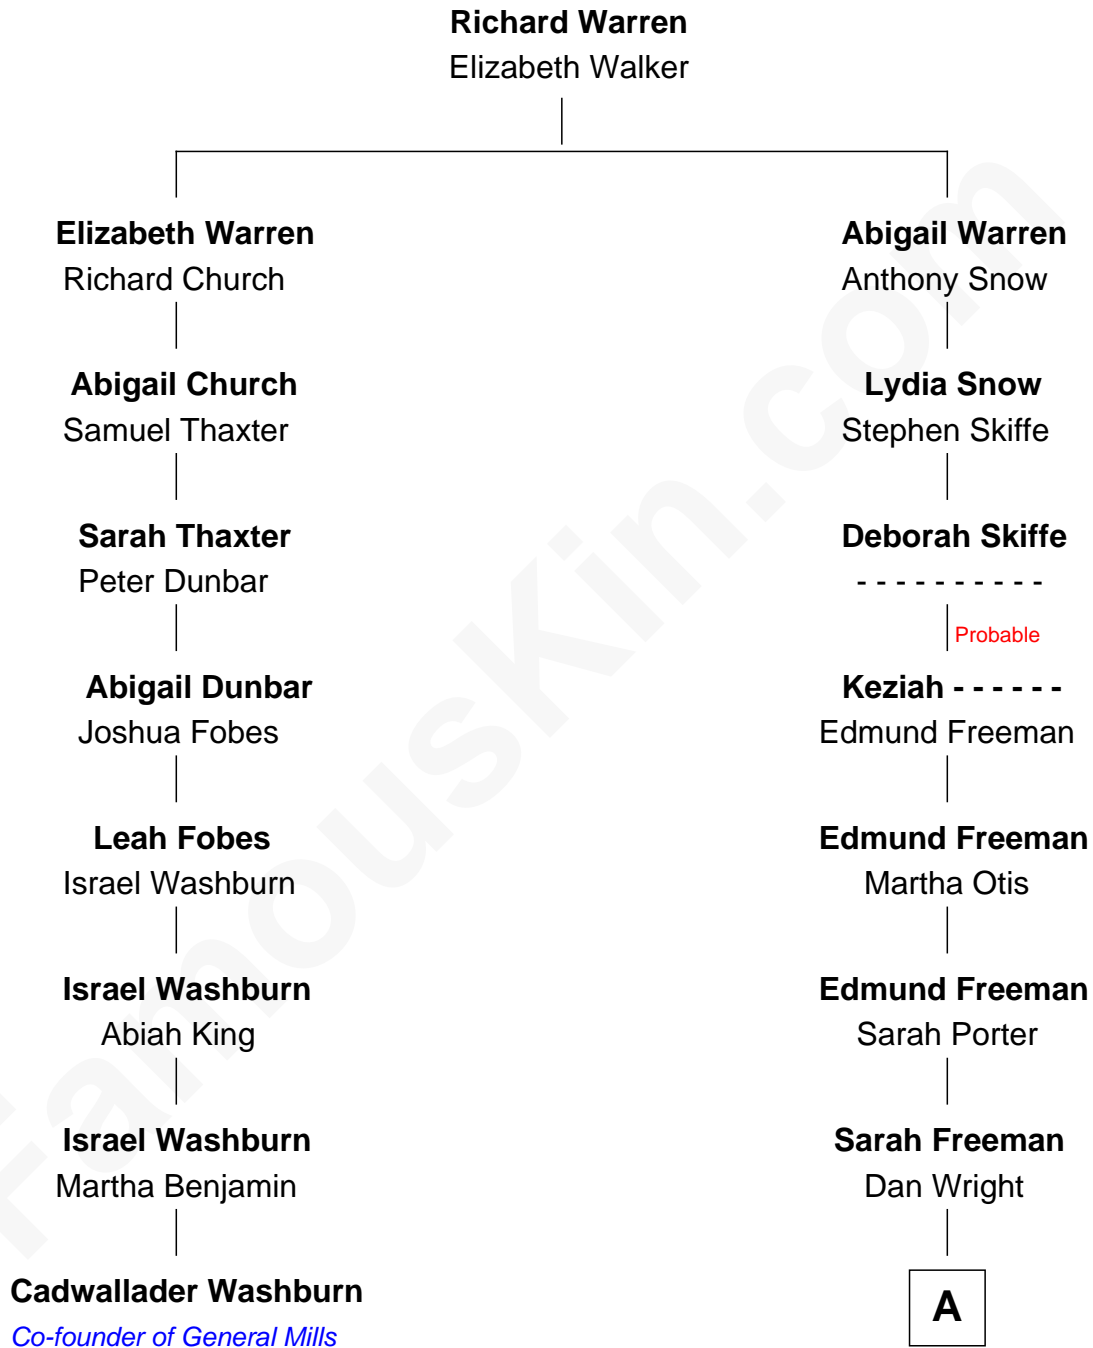 Richard Warren
Elizabeth Walker
Elizabeth Warren
Richard Church
Abigail Church
Samuel Thaxter
Sarah Thaxter
Peter Dunbar
Abigail Dunbar
Joshua Fobes
Leah Fobes
Israel Washburn
Israel Washburn
Abiah King
Israel Washburn
Martha Benjamin
Cadwallader Washburn
Co-founder of General Mills
Abigail Warren
Anthony Snow
Lydia Snow
Stephen Skiffe
Deborah Skiffe
- - - - - - - - - -
Probable
Keziah - - - - - -
Edmund Freeman
Edmund Freeman
Martha Otis
Edmund Freeman
Sarah Porter
Sarah Freeman
Dan Wright
A
FamousKin.com